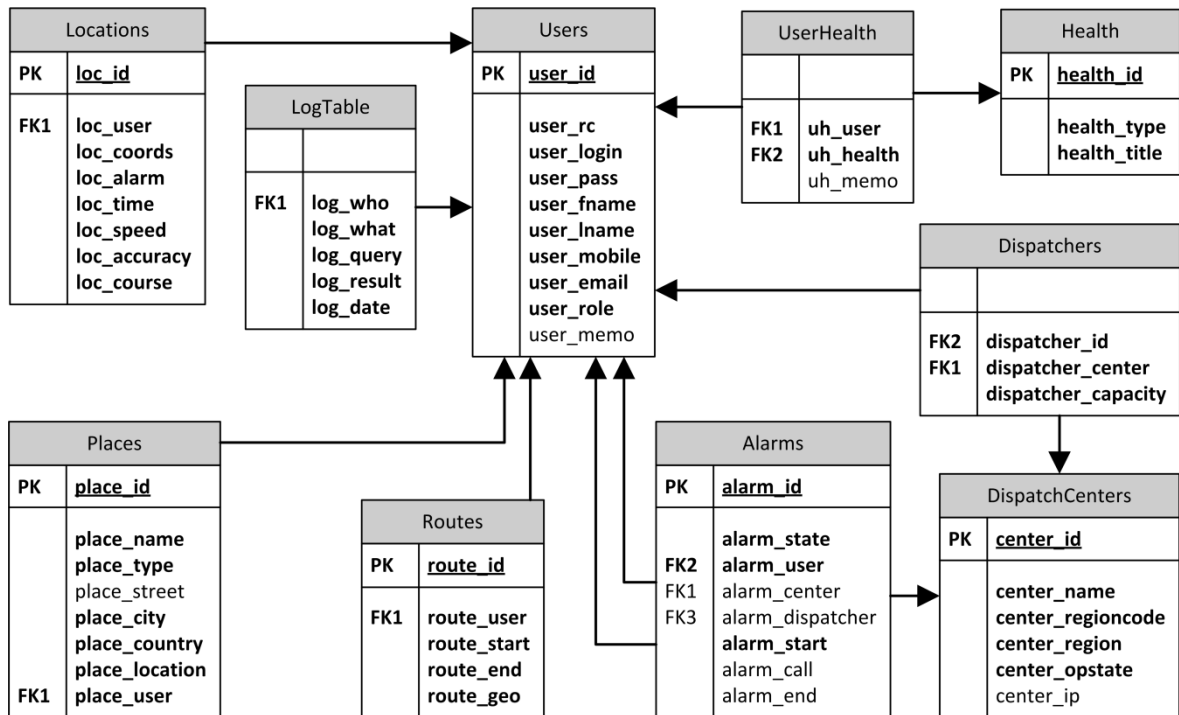 Locations
PK loc_id
FK1 loc_user
loc_coords
loc_alarm
loc_time
loc_speed
loc_accuracy
loc_course
LogTable
FK1 log_who
log_what
log_query
log_result
log_date
Users
PK user_id
user_rc
user_login
user_pass
user_fname
user_lname
user_mobile
user_email
user_role
user_memo
UserHealth
FK1 uh_user
FK2 uh_health
uh_memo
Health
PK health_id
health_type
health_title
Dispatchers
FK2 dispatcher_id
FK1 dispatcher_center
dispatcher_capacity
Places
PK place_id
place_name
place_type
place_street
place_city
place_country
place_location
FK1 place_user
Routes
PK route_id
FK1 route_user
route_start
route_end
route_geo
Alarms
PK alarm_id
alarm_state
FK2 alarm_user
FK1 alarm_center
FK3 alarm_dispatcher
alarm_start
alarm_call
alarm_end
DispatchCenters
PK center_id
center_name
center_regioncode
center_region
center_opstate
center_ip